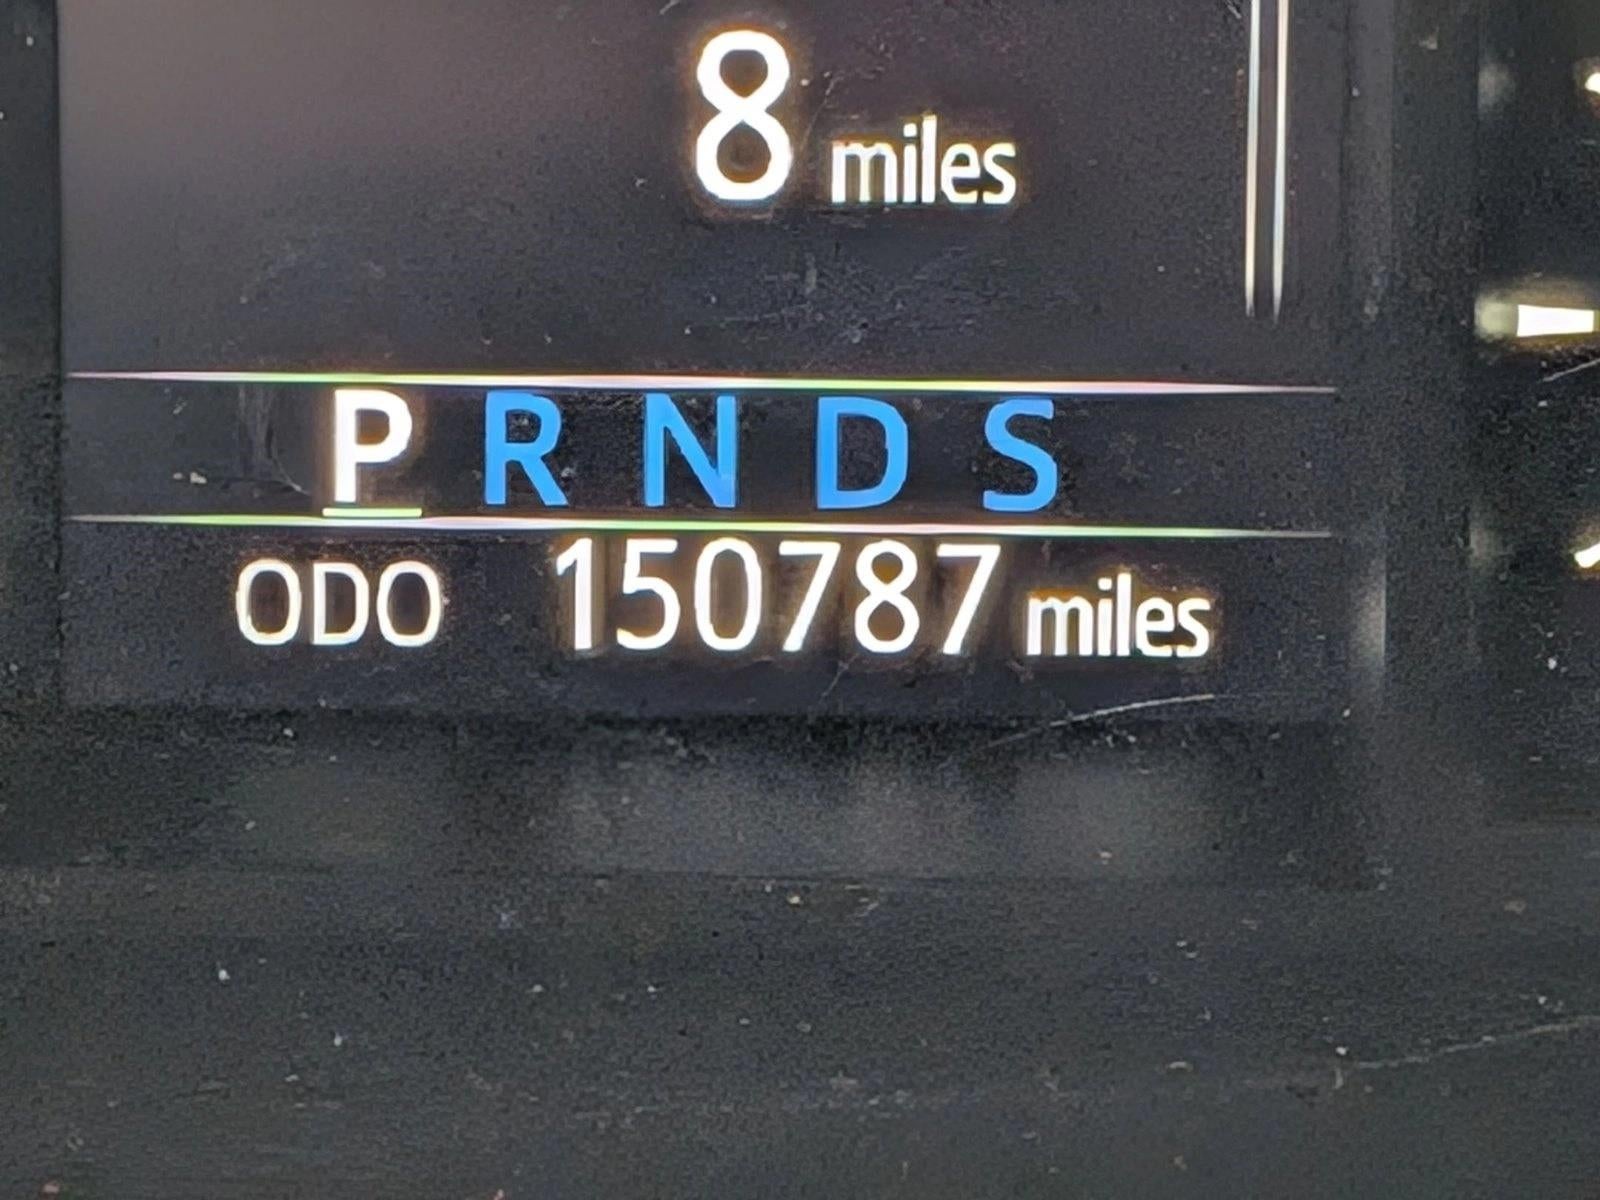 8 miles
P R N D S
ODO 150787 miles